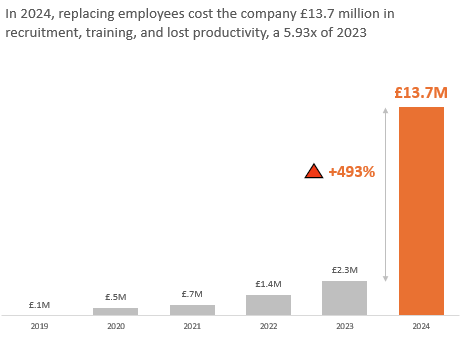 In 2024, replacing employees cost the company £13.7 million in
recruitment, training, and lost productivity, a 5.93x of 2023
£13.7M
+493%
£2.3M
£1.4M
£.7M
£.5M
£.1M
2019 2020 2021 2022 2023 2024